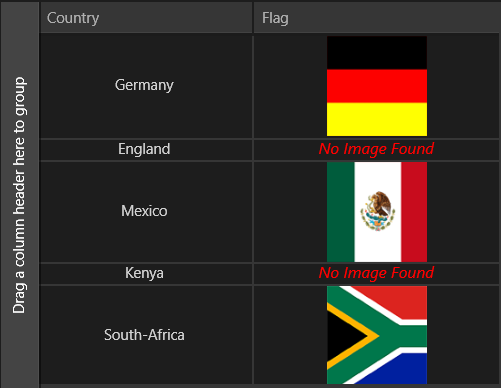 Drag a column header here to group
Country
Flag
Germany
England
No Image Found
Mexico
Kenya
No Image Found
South-Africa